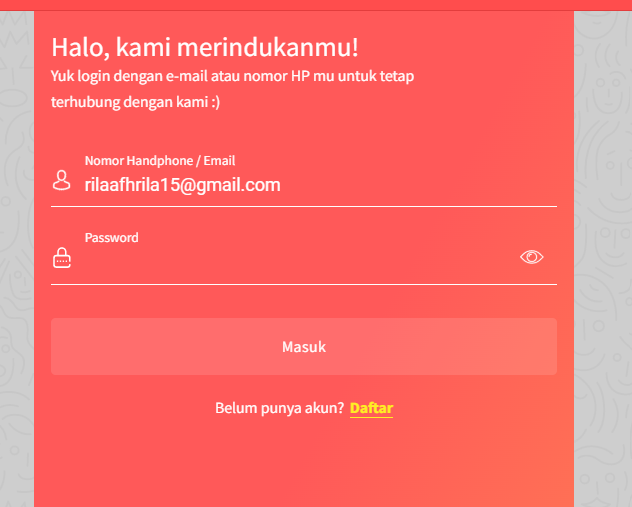 Halo, kami merindukanmu!
Yuk login dengan e-mail atau nomor HP mu untuk tetap
terhubung dengan kami :)
Nomor Handphone / Email
rilaafhrila15@gmail.com
Password
Masuk
Belum punya akun? Daftar